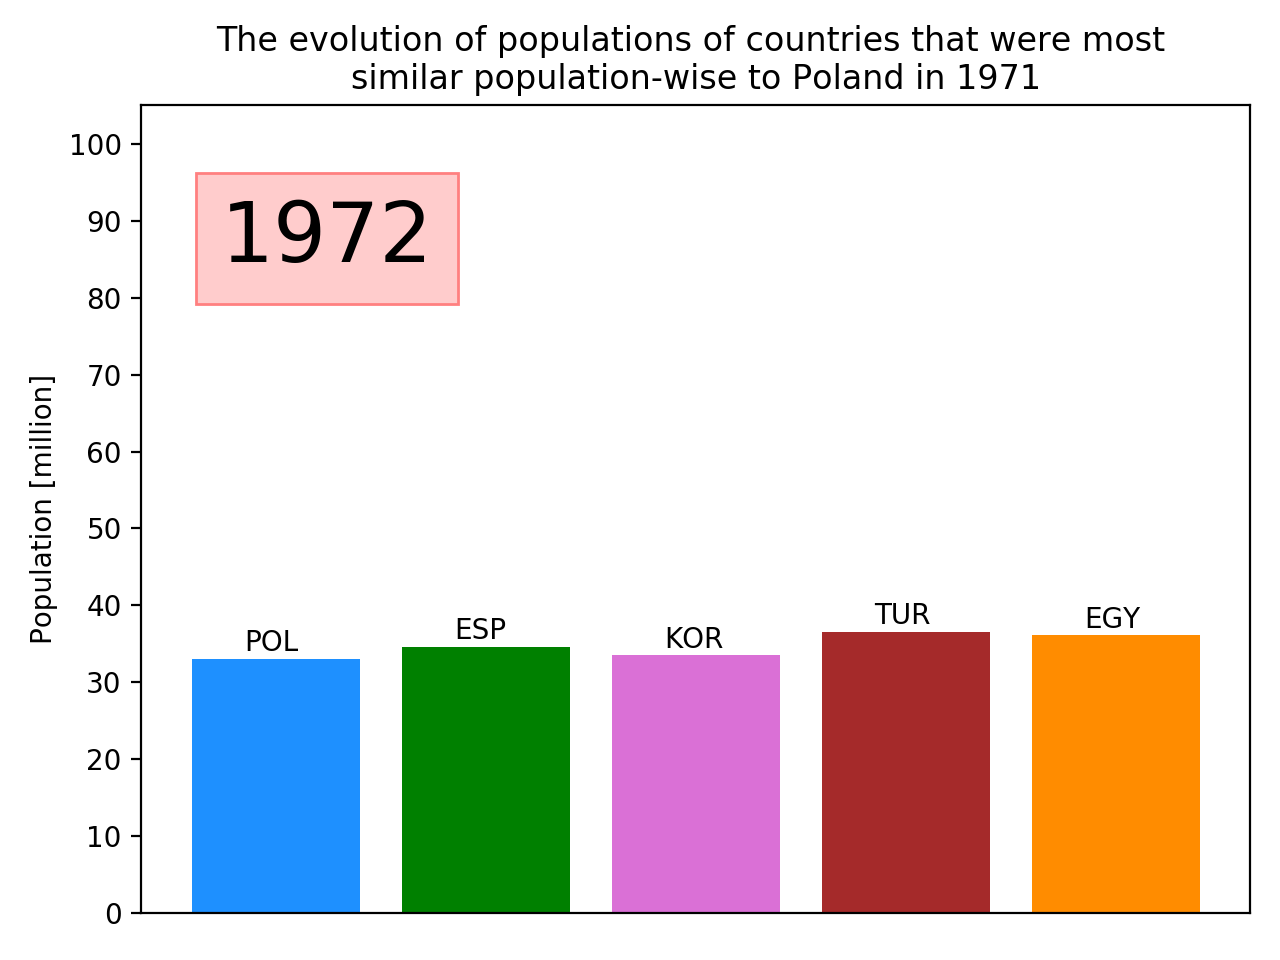 The evolution of populations of countries that were most
similar population-wise to Poland in 1971
100
90
80
70
60
50
40
30
20
10
0
Population [million]
1972
POL
ESP
KOR
TUR
EGY